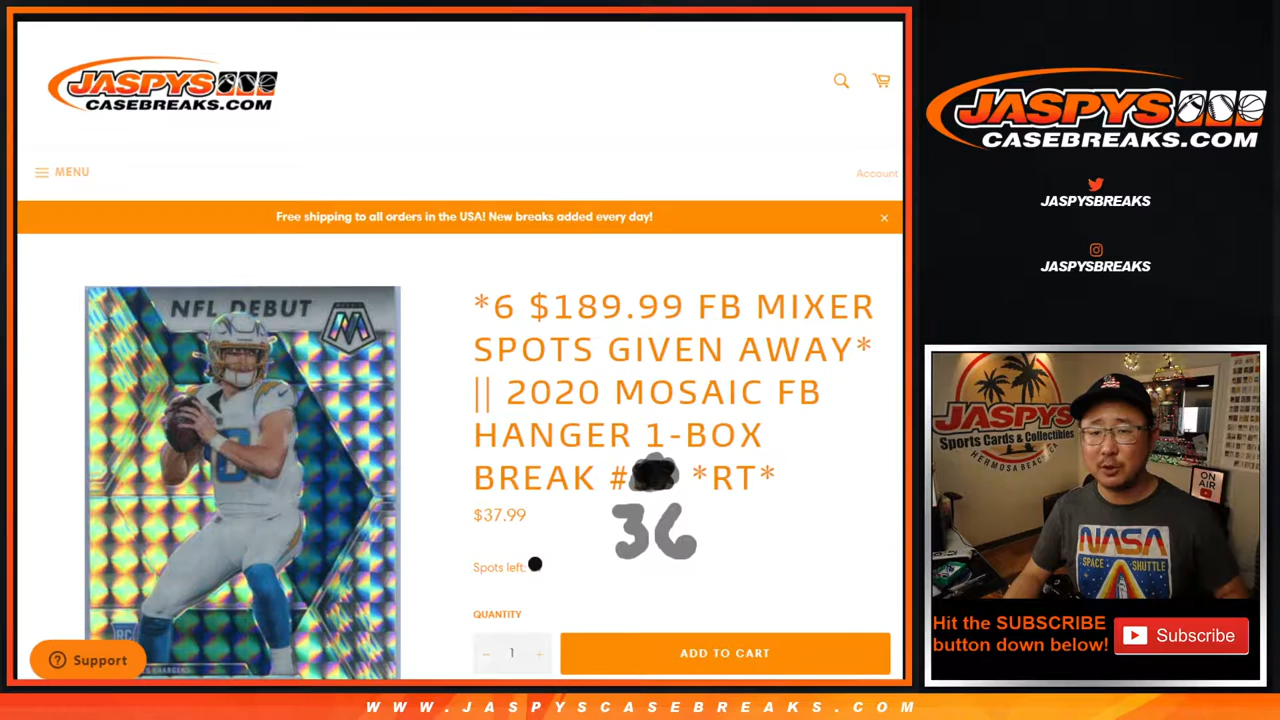 JASPYS
CASEBREAKS.COM
MENU
Account
Free shipping to all orders in the USA! New breaks added every day!
×
NFL DEBUT
M
RC
*6 $189.99 FB MIXER
SPOTS GIVEN AWAY*
|| 2020 MOSAIC FB
HANGER 1-BOX
BREAK # *RT*
36
$37.99
Spots left:
QUANTITY
− 1 +
ADD TO CART
Support
JASPYS
CASEBREAKS.COM
JASPYSBREAKS
JASPYSBREAKS
JASPYS
Sports Cards & Collectibles
HERMOSA BEACH, CA
ON
AIR
NASA
SPACE SHUTTLE
Hit the SUBSCRIBE
button down below!
Subscribe
WWW.JASPYSCASEBREAKS.COM